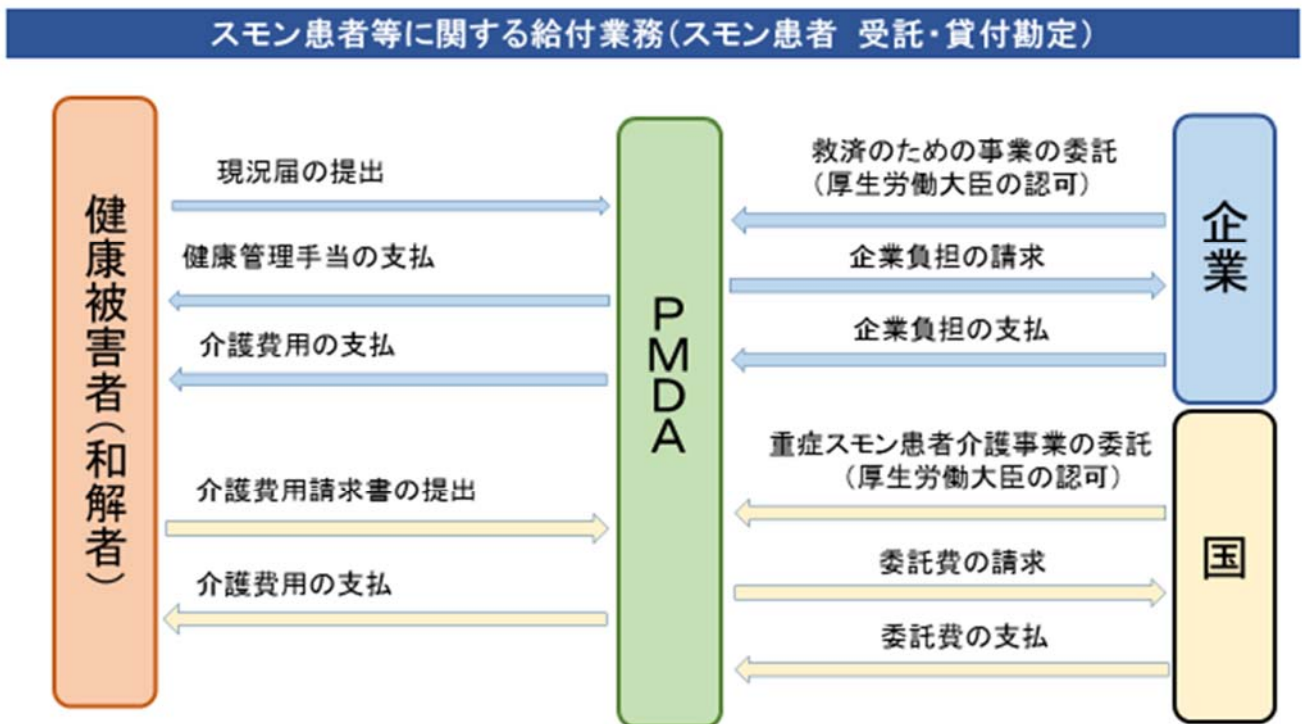 スモン患者等に関する給付業務(スモン患者 受託・貸付勘定)
健康被害者(和解者)
現況届の提出
健康管理手当の支払
介護費用の支払
介護費用請求書の提出
介護費用の支払
PMDA
救済のための事業の委託
(厚生労働大臣の認可)
企業負担の請求
企業負担の支払
重症スモン患者介護事業の委託
(厚生労働大臣の認可)
委託費の請求
委託費の支払
企業
国